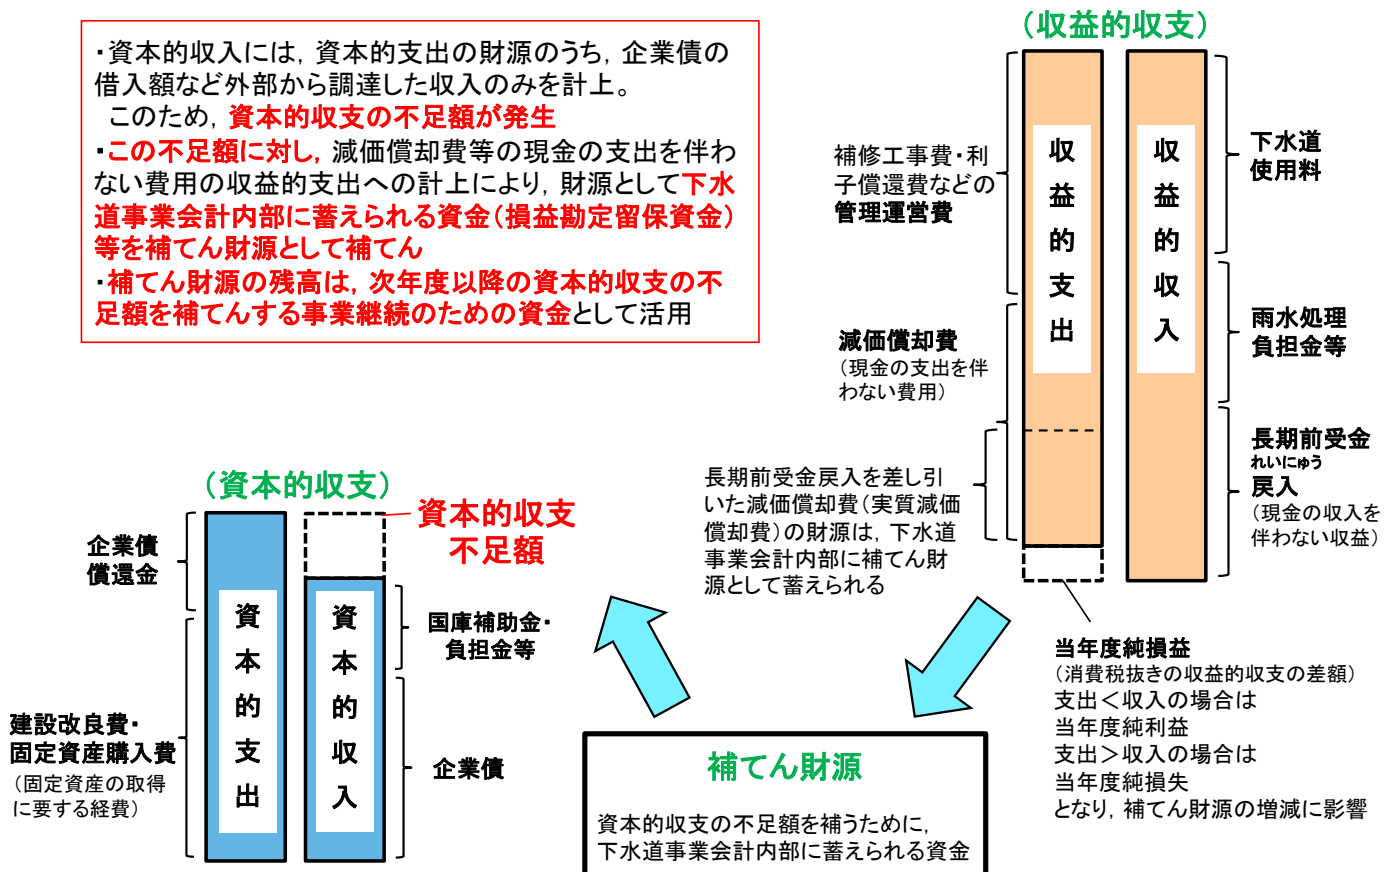 ・資本的収入には，資本的支出の財源のうち，企業債の
借入額など外部から調達した収入のみを計上。
このため，資本的収支の不足額が発生
・この不足額に対し，減価償却費等の現金の支出を伴わ
ない費用の収益的支出への計上により，財源として下水
道事業会計内部に蓄えられる資金（損益勘定留保資金）
等を補てん財源として補てん
・補てん財源の残高は，次年度以降の資本的収支の不
足額を補てんする事業継続のための資金として活用
（収益的収支）
補修工事費・利
子償還費などの
管理運営費
減価償却費
（現金の支出を伴
わない費用）
収益的支出
収益的収入
下水道
使用料
雨水処理
負担金等
長期前受金
れいにゅう
戻入
（現金の収入を
伴わない収益）
長期前受金戻入を差し引
いた減価償却費（実質減価
償却費）の財源は，下水道
事業会計内部に補てん財
源として蓄えられる
当年度純損益
（消費税抜きの収益的収支の差額）
支出＜収入の場合は
当年度純利益
支出＞収入の場合は
当年度純損失
となり，補てん財源の増減に影響
（資本的収支）
資本的収支
不足額
企業債
償還金
建設改良費・
固定資産購入費
（固定資産の取得
に要する経費）
資本的支出
資本的収入
国庫補助金・
負担金等
企業債
補てん財源
資本的収支の不足額を補うために，
下水道事業会計内部に蓄えられる資金